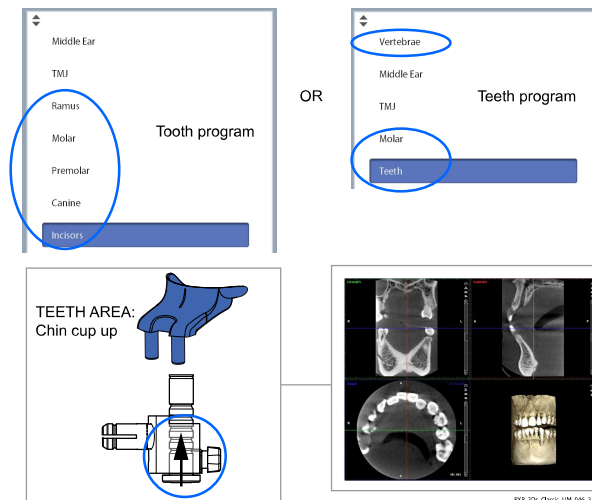 Middle Ear
TMJ
Ramus
Molar
Tooth program
Premolar
Canine
Incisors
OR
Vertebrae
Middle Ear
Teeth program
TMJ
Molar
Teeth
TEETH AREA:
Chin cup up